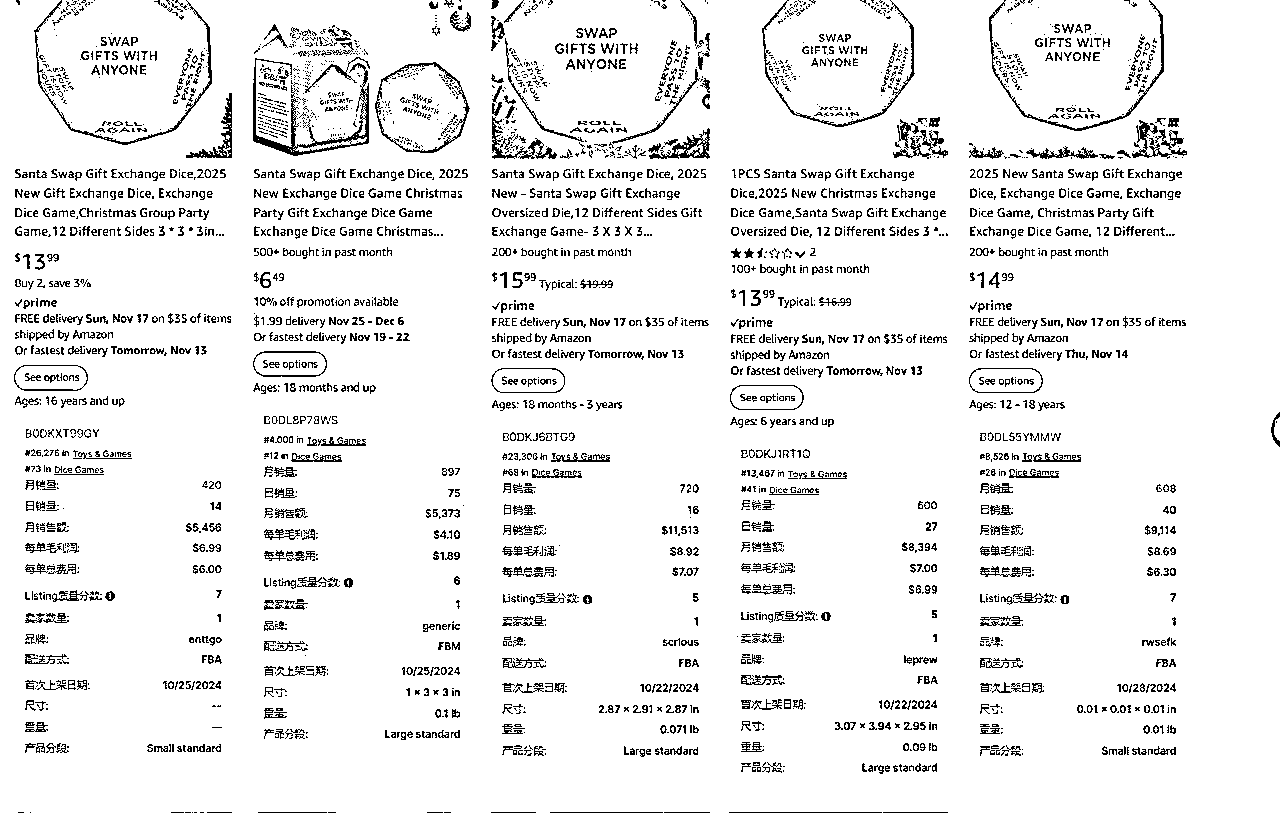 SWAP
GIFTS WITH
ANYONE
EVERYONE
PASS TO
THE RIGHT
ROLL
AGAIN
Santa Swap Gift Exchange Dice,2025
New Gift Exchange Dice, Exchange
Dice Game,Christmas Group Party
Game,12 Different Sides 3 * 3 * 3in...
$13.99
Buy 2, save 3%
prime
FREE delivery Sun, Nov 17 on $35 of items
shipped by Amazon
Or fastest delivery Tomorrow, Nov 13
See options
Ages: 16 years and up
B0DKXT99GY
#26,276 in Toys & Games
#73 in Dice Games
月销量: 420
日销量: 14
月销售额: $5,456
每单毛利润: $6.99
每单总费用: $6.00
Listing质量分数: 7
卖家数量: 1
品牌: enttgo
配送方式: FBA
首次上架日期: 10/25/2024
尺寸: --
重量: --
产品分段: Small standard
SWAP
GIFTS WITH
ANYONE
SWAP
GIFTS WITH
ANYONE
Santa Swap Gift Exchange Dice, 2025
New Exchange Dice Game Christmas
Party Gift Exchange Dice Game
Exchange Dice Game Christmas...
500+ bought in past month
$6.49
10% off promotion available
$1.99 delivery Nov 25 - Dec 6
Or fastest delivery Nov 19 - 22
See options
Ages: 18 months and up
B0DL8P78WS
#4,000 in Toys & Games
#12 in Dice Games
月销量: 897
日销量: 75
月销售额: $5,373
每单毛利润: $4.10
每单总费用: $1.89
Listing质量分数: 6
卖家数量: 1
品牌: generic
配送方式: FBM
首次上架日期: 10/25/2024
尺寸: 1 × 3 × 3 in
重量: 0.1 lb
产品分段: Large standard
SWAP
GIFTS WITH
ANYONE
EVERYONE
PASS TO
THE RIGHT
ROLL
AGAIN
Santa Swap Gift Exchange Dice, 2025
New - Santa Swap Gift Exchange
Oversized Die,12 Different Sides Gift
Exchange Game- 3 X 3 X 3...
200+ bought in past month
$15.99 Typical: $19.99
prime
FREE delivery Sun, Nov 17 on $35 of items
shipped by Amazon
Or fastest delivery Tomorrow, Nov 13
See options
Ages: 18 months - 3 years
B0DKJ6BTG9
#23,306 in Toys & Games
#68 in Dice Games
月销量: 720
日销量: 16
月销售额: $11,513
每单毛利润: $8.92
每单总费用: $7.07
Listing质量分数: 5
卖家数量: 1
品牌: scrious
配送方式: FBA
首次上架日期: 10/22/2024
尺寸: 2.87 × 2.91 × 2.87 in
重量: 0.071 lb
产品分段: Large standard
SWAP
GIFTS WITH
ANYONE
EVERYONE
PASS TO
THE RIGHT
ROLL
AGAIN
1PCS Santa Swap Gift Exchange
Dice,2025 New Christmas Exchange
Dice Game,Santa Swap Gift Exchange
Oversized Die, 12 Different Sides 3 *...
2
100+ bought in past month
$13.99 Typical: $16.99
prime
FREE delivery Sun, Nov 17 on $35 of items
shipped by Amazon
Or fastest delivery Tomorrow, Nov 13
See options
Ages: 6 years and up
B0DKJ1RT1Q
#13,467 in Toys & Games
#41 in Dice Games
月销量: 600
日销量: 27
月销售额: $8,394
每单毛利润: $7.00
每单总费用: $6.99
Listing质量分数: 5
卖家数量: 1
品牌: leprew
配送方式: FBA
首次上架日期: 10/22/2024
尺寸: 3.07 × 3.94 × 2.95 in
重量: 0.09 lb
产品分段: Large standard
SWAP
GIFTS WITH
ANYONE
EVERYONE
PASS TO
THE RIGHT
ROLL
AGAIN
2025 New Santa Swap Gift Exchange
Dice, Exchange Dice Game, Exchange
Dice Game, Christmas Party Gift
Exchange Dice Game, 12 Different...
200+ bought in past month
$14.99
prime
FREE delivery Sun, Nov 17 on $35 of items
shipped by Amazon
Or fastest delivery Thu, Nov 14
See options
Ages: 12 - 18 years
B0DLS5YMMW
#8,526 in Toys & Games
#26 in Dice Games
月销量: 608
日销量: 40
月销售额: $9,114
每单毛利润: $8.69
每单总费用: $6.30
Listing质量分数: 7
卖家数量: 1
品牌: rwsefk
配送方式: FBA
首次上架日期: 10/28/2024
尺寸: 0.01 × 0.01 × 0.01 in
重量: 0.01 lb
产品分段: Small standard